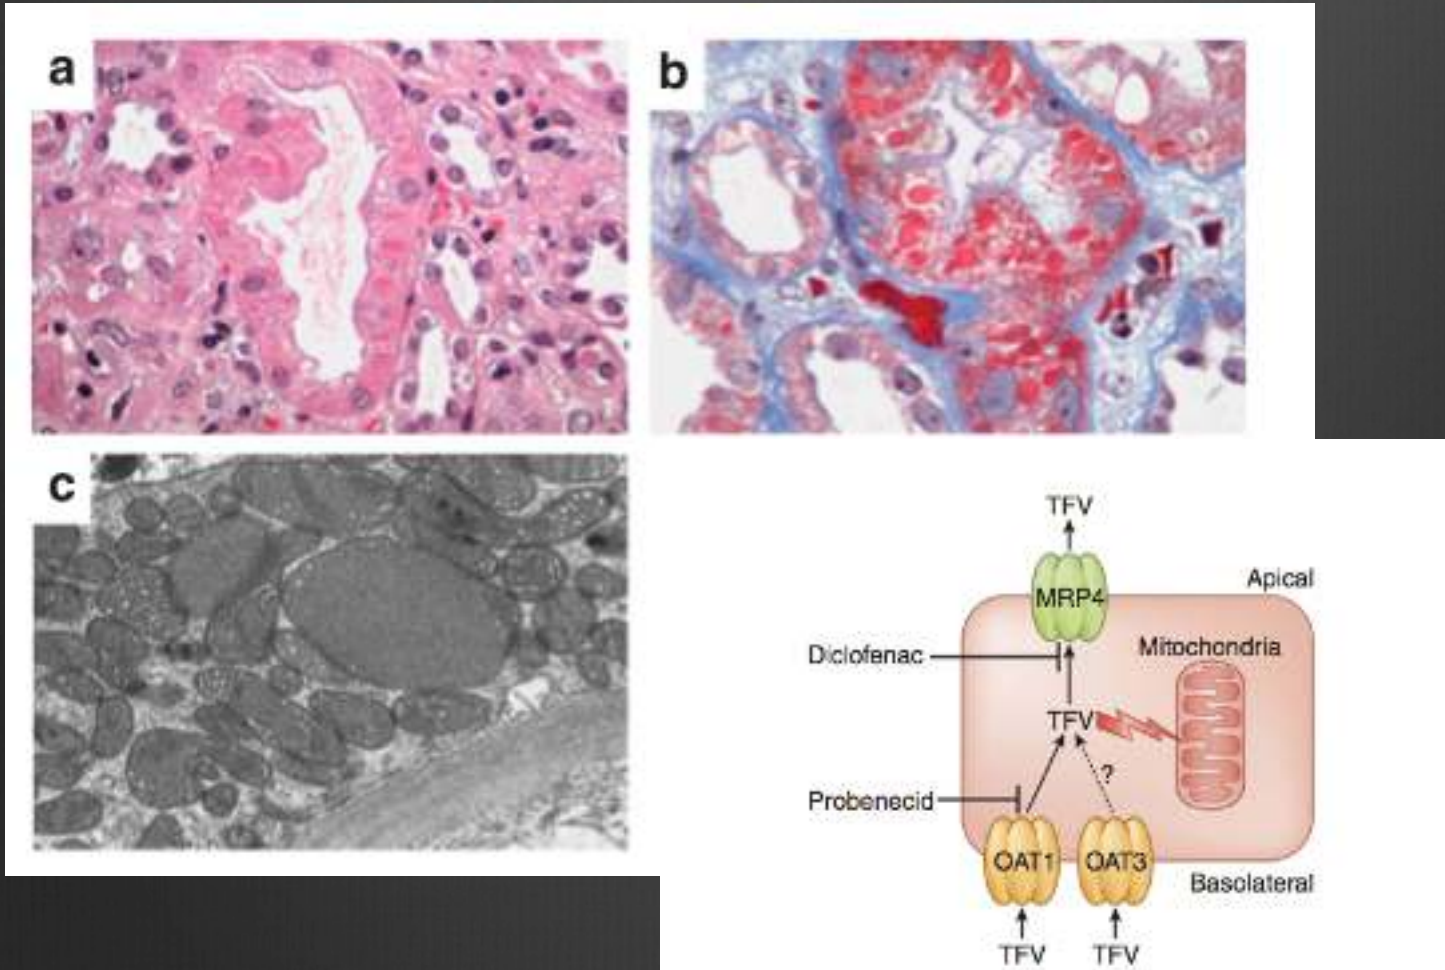 a
b
c
TFV
Apical
MRP4
Mitochondria
Diclofenac
TFV
?
Probenecid
OAT1
OAT3
Basolateral
TFV
TFV